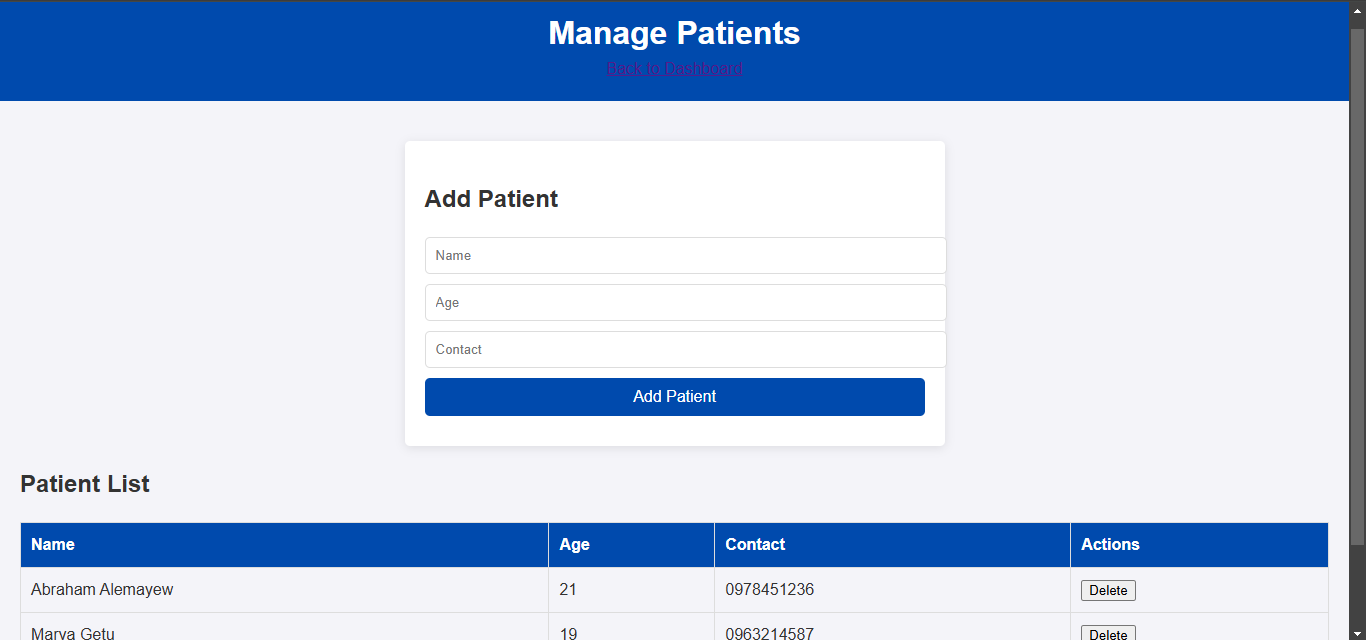 Manage Patients
Back to Dashboard
Add Patient
Name
Age
Contact
Add Patient
Patient List
Name Age Contact Actions
Abraham Alemayew 21 0978451236 Delete
Marya Getu 19 0963214587 Delete